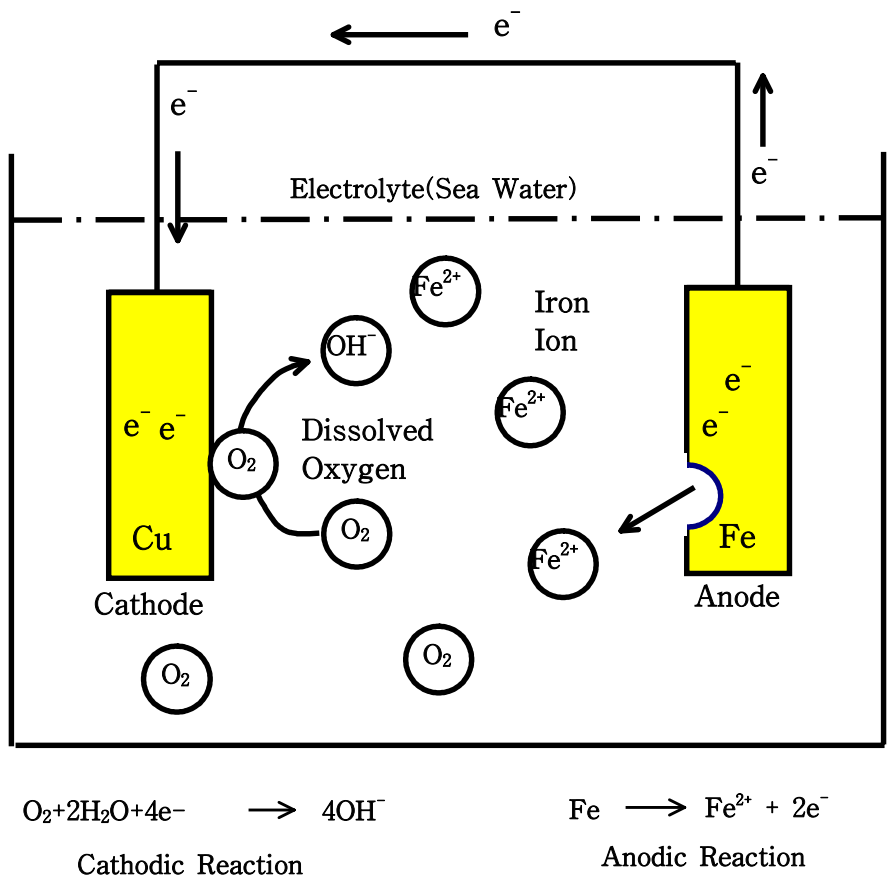 e⁻
e⁻
e⁻
Electrolyte(Sea Water)
Fe²⁺
Iron
Ion
OH⁻
e⁻
Fe²⁺
e⁻ e⁻
e⁻
Dissolved
Oxygen
O₂
O₂
Cu
Fe²⁺
Fe
Cathode
Anode
O₂
O₂
O₂+2H₂O+4e- → 4OH⁻
Cathodic Reaction
Fe → Fe²⁺ + 2e⁻
Anodic Reaction